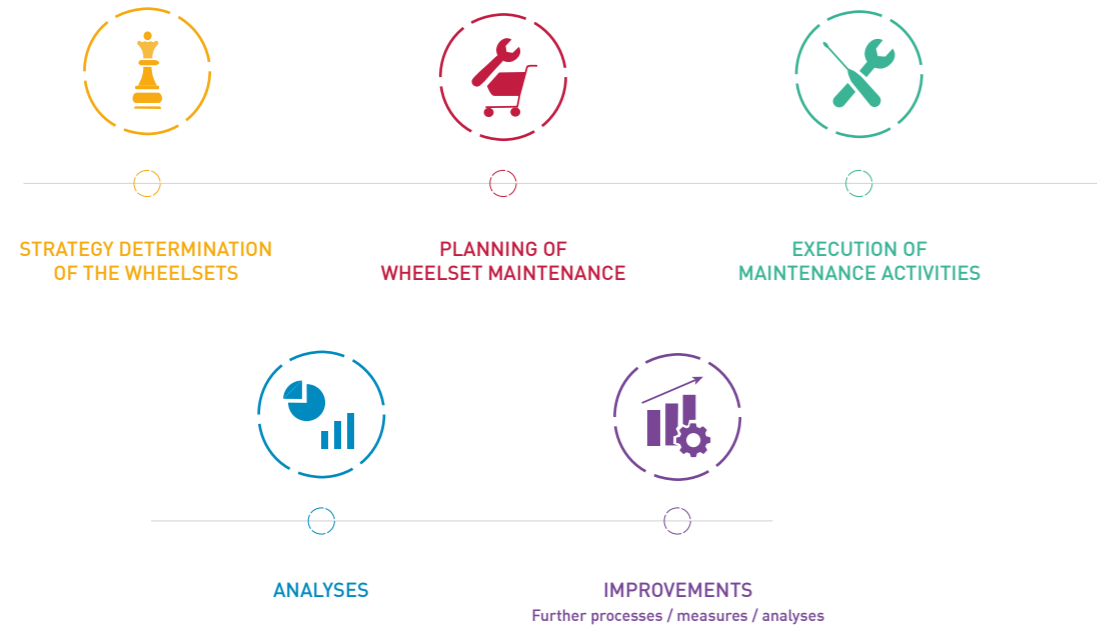 STRATEGY DETERMINATION
OF THE WHEELSETS
PLANNING OF
WHEELSET MAINTENANCE
EXECUTION OF
MAINTENANCE ACTIVITIES
ANALYSES
IMPROVEMENTS
Further processes / measures / analyses